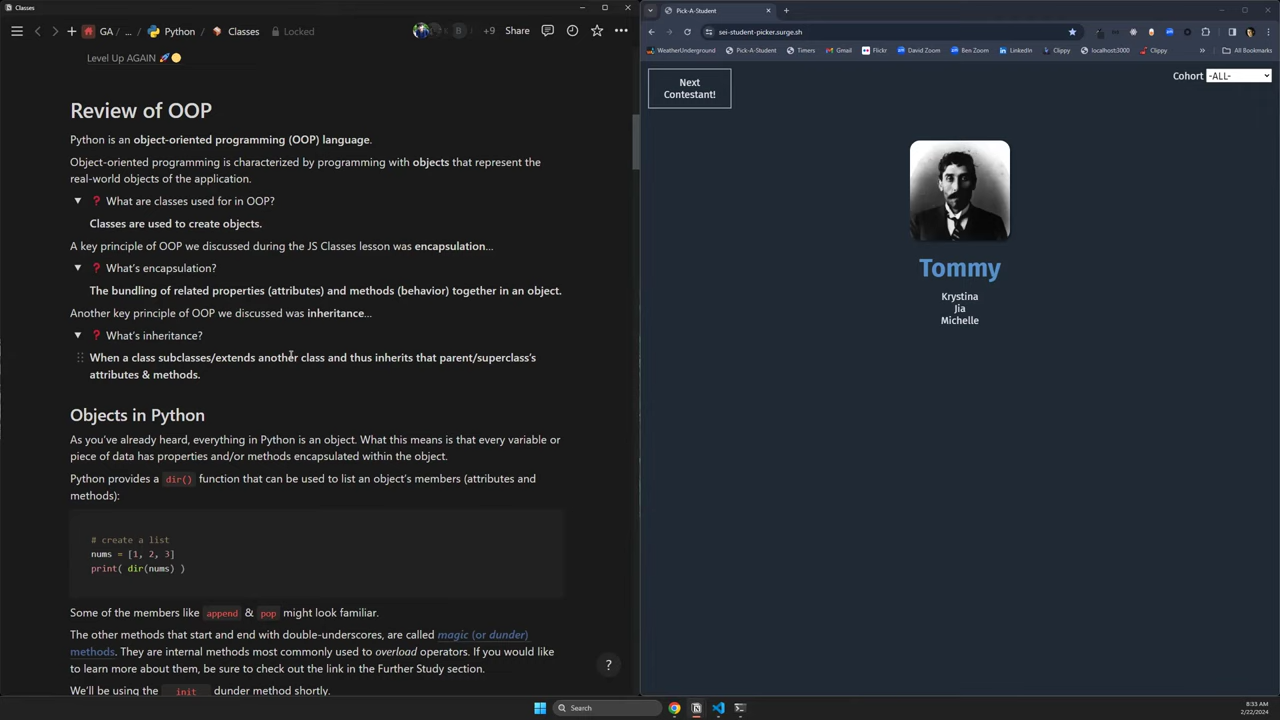 Classes
GA / ... / Python / Classes Locked
+9 Share
Level Up AGAIN 🚀🌕
Review of OOP
Python is an object-oriented programming (OOP) language.
Object-oriented programming is characterized by programming with objects that represent the
real-world objects of the application.
❓ What are classes used for in OOP?
Classes are used to create objects.
A key principle of OOP we discussed during the JS Classes lesson was encapsulation...
❓ What's encapsulation?
The bundling of related properties (attributes) and methods (behavior) together in an object.
Another key principle of OOP we discussed was inheritance...
❓ What's inheritance?
When a class subclasses/extends another class and thus inherits that parent/superclass's
attributes & methods.
Objects in Python
As you've already heard, everything in Python is an object. What this means is that every variable or
piece of data has properties and/or methods encapsulated within the object.
Python provides a dir() function that can be used to list an object's members (attributes and
methods):
# create a list
nums = [1, 2, 3]
print( dir(nums) )
Some of the members like append & pop might look familiar.
The other methods that start and end with double-underscores, are called magic (or dunder)
methods. They are internal methods most commonly used to overload operators. If you would like
to learn more about them, be sure to check out the link in the Further Study section.
We'll be using the __init__ dunder method shortly.
?
Pick-A-Student
sei-student-picker.surge.sh
WeatherUnderground Pick-A-Student Timers Gmail Flickr David Zoom Ben Zoom LinkedIn Clippy localhost:3000 Clippy All Bookmarks
Next
Contestant!
Cohort -ALL-
Tommy
Krystina
Jia
Michelle
Search
8:33 AM
2/22/2024